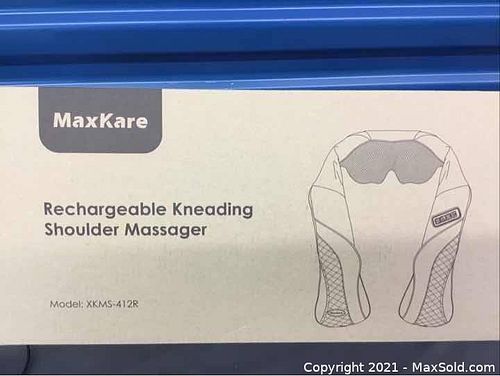 MaxKare
Rechargeable Kneading
Shoulder Massager
Model: XKMS-412R
Copyright 2021 - MaxSold.com